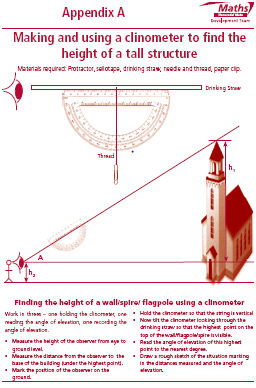 Appendix A
Maths
Development Team
Making and using a clinometer to find the
height of a tall structure
Materials required: Protractor, sellotape, drinking straw, needle and thread, paper clip.
Drinking Straw
Thread
h₁
A
h₂
Finding the height of a wall/spire/ flagpole using a clinometer
Work in threes – one holding the clinometer, one
reading the angle of elevation, one recording the
angle of elevation.
• Measure the height of the observer from eye to
ground level.
• Measure the distance from the observer to the
base of the building (under the highest point).
• Mark the position of the observer on the
ground.
• Hold the clinometer so that the string is vertical
• Now tilt the clinometer looking through the
drinking straw so that the highest point on the
top of the wall/flagpole/spire is visible.
• Read the angle of elevation of this highest
point to the nearest degree.
• Draw a rough sketch of the situation marking
in the distances measured and the angle of
elevation.